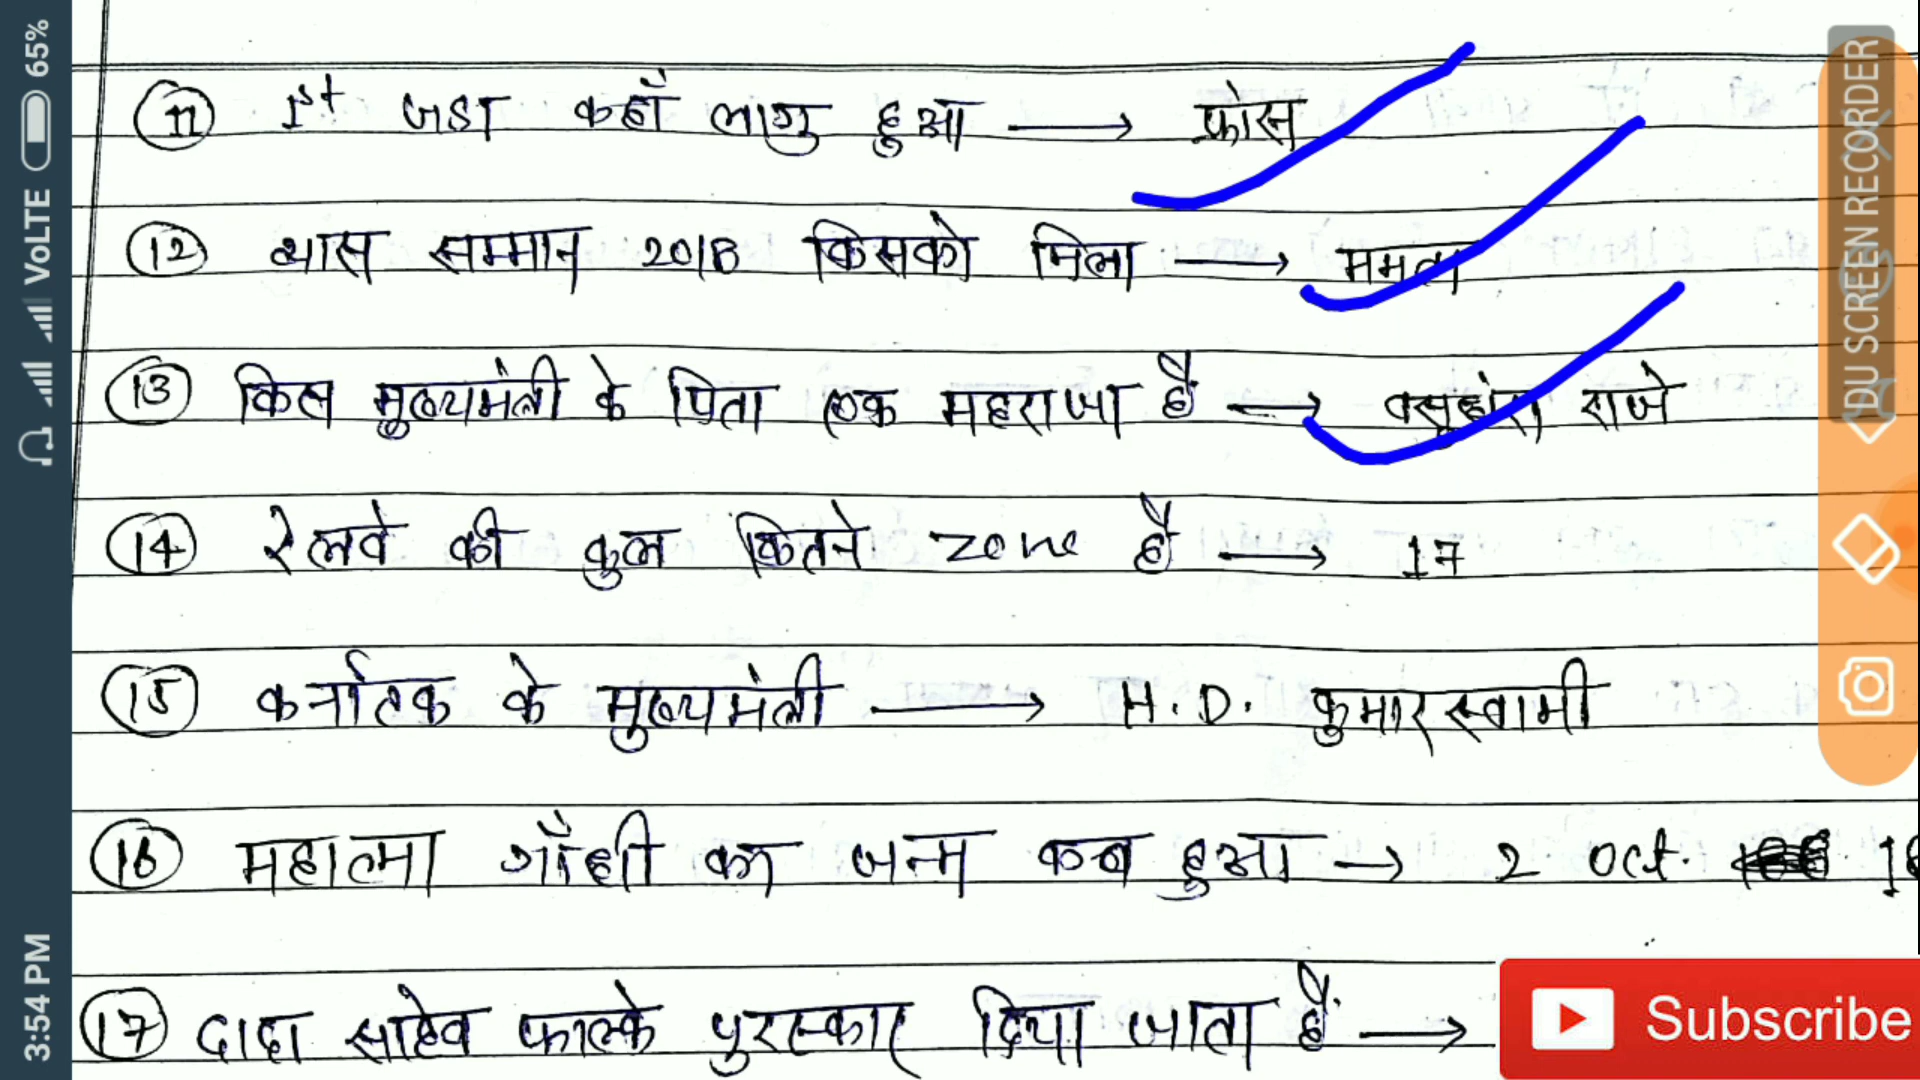 11 1st GST कहाँ लागु हुआ → फ्रांस
12 व्यास सम्मान 2018 किसको मिला → ममता
13 किस मुख्यमंत्री के पिता एक महराजा है → वसूंधरा राजे
14 रेलवे की कुल कितने zone है → 17
15 कर्नाटक के मुख्यमंत्री → H.D. कुमारस्वामी
16 महात्मा गाँधी का जन्म कब हुआ → 2 oct.
17 दादा साहेब फाल्के पुरस्कार दिया जाता है →
Subscribe
DU SCREEN RECORDER
65%
VoLTE
3:54 PM